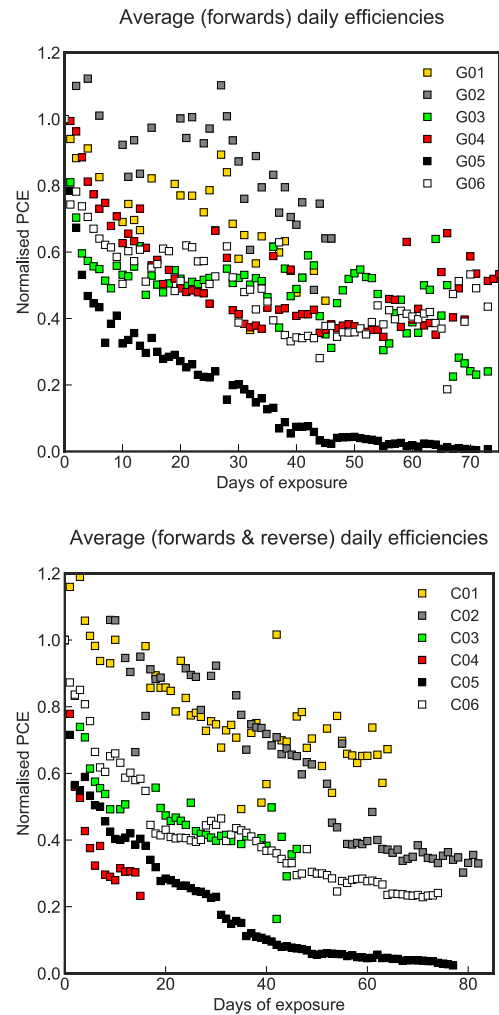 Average (forwards) daily efficiencies
1.2
1.0
0.8
0.6
0.4
0.2
0.0
Normalised PCE
G01
G02
G03
G04
G05
G06
0 10 20 30 40 50 60 70
Days of exposure
Average (forwards & reverse) daily efficiencies
1.2
1.0
0.8
0.6
0.4
0.2
0.0
Normalised PCE
C01
C02
C03
C04
C05
C06
0 20 40 60 80
Days of exposure